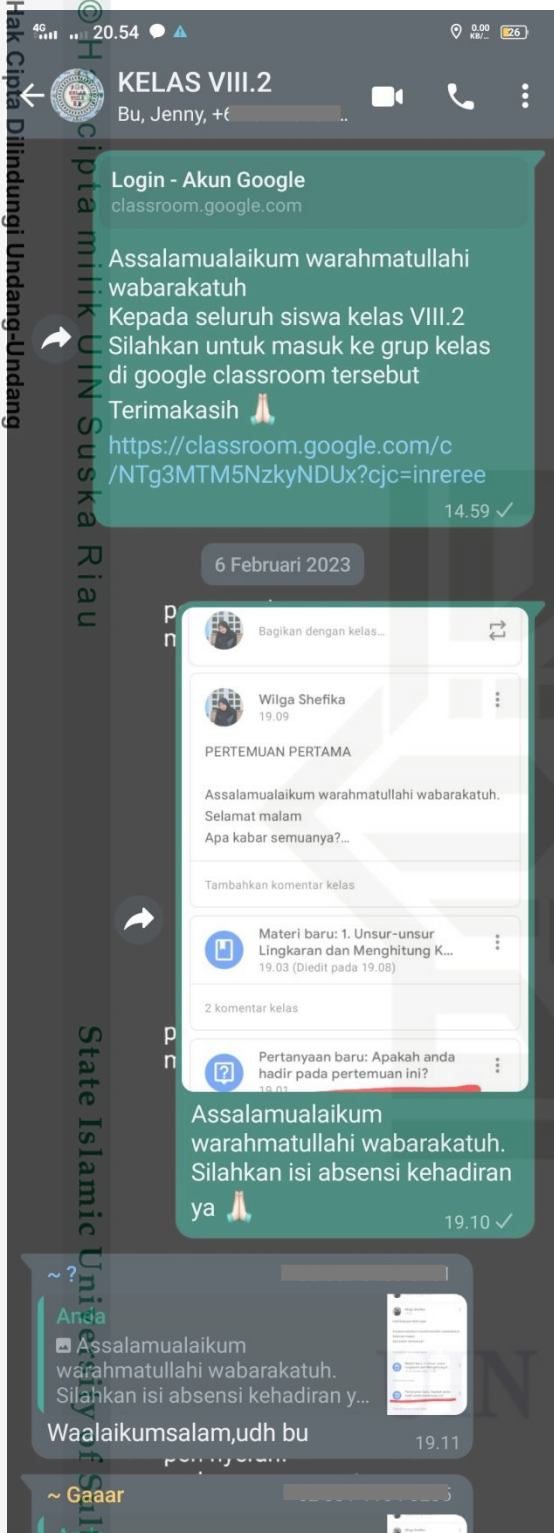 Hak Cipta Dilindungi Undang-Undang
© H cipta milik UIN Suska Riau
State Islamic University of Sult
4G 20.54
0.00 KB/... 26
KELAS VIII.2
Bu, Jenny, +6
Login - Akun Google
classroom.google.com
Assalamualaikum warahmatullahi
wabarakatuh
Kepada seluruh siswa kelas VIII.2
Silahkan untuk masuk ke grup kelas
di google classroom tersebut
Terimakasih 🙏🏻
https://classroom.google.com/c
/NTg3MTM5NzkyNDUx?cjc=inreree
14.59
6 Februari 2023
Bagikan dengan kelas...
Wilga Shefika
19.09
PERTEMUAN PERTAMA
Assalamualaikum warahmatullahi wabarakatuh.
Selamat malam
Apa kabar semuanya?...
Tambahkan komentar kelas
Materi baru: 1. Unsur-unsur
Lingkaran dan Menghitung K...
19.03 (Diedit pada 19.08)
2 komentar kelas
Pertanyaan baru: Apakah anda
hadir pada pertemuan ini?
19.01
Assalamualaikum
warahmatullahi wabarakatuh.
Silahkan isi absensi kehadiran
ya 🙏🏻
19.10
~ ?
Anda
Assalamualaikum
warahmatullahi wabarakatuh.
Silahkan isi absensi kehadiran y...
Waalaikumsalam,udh bu
19.11
UIN
~ Gaaar